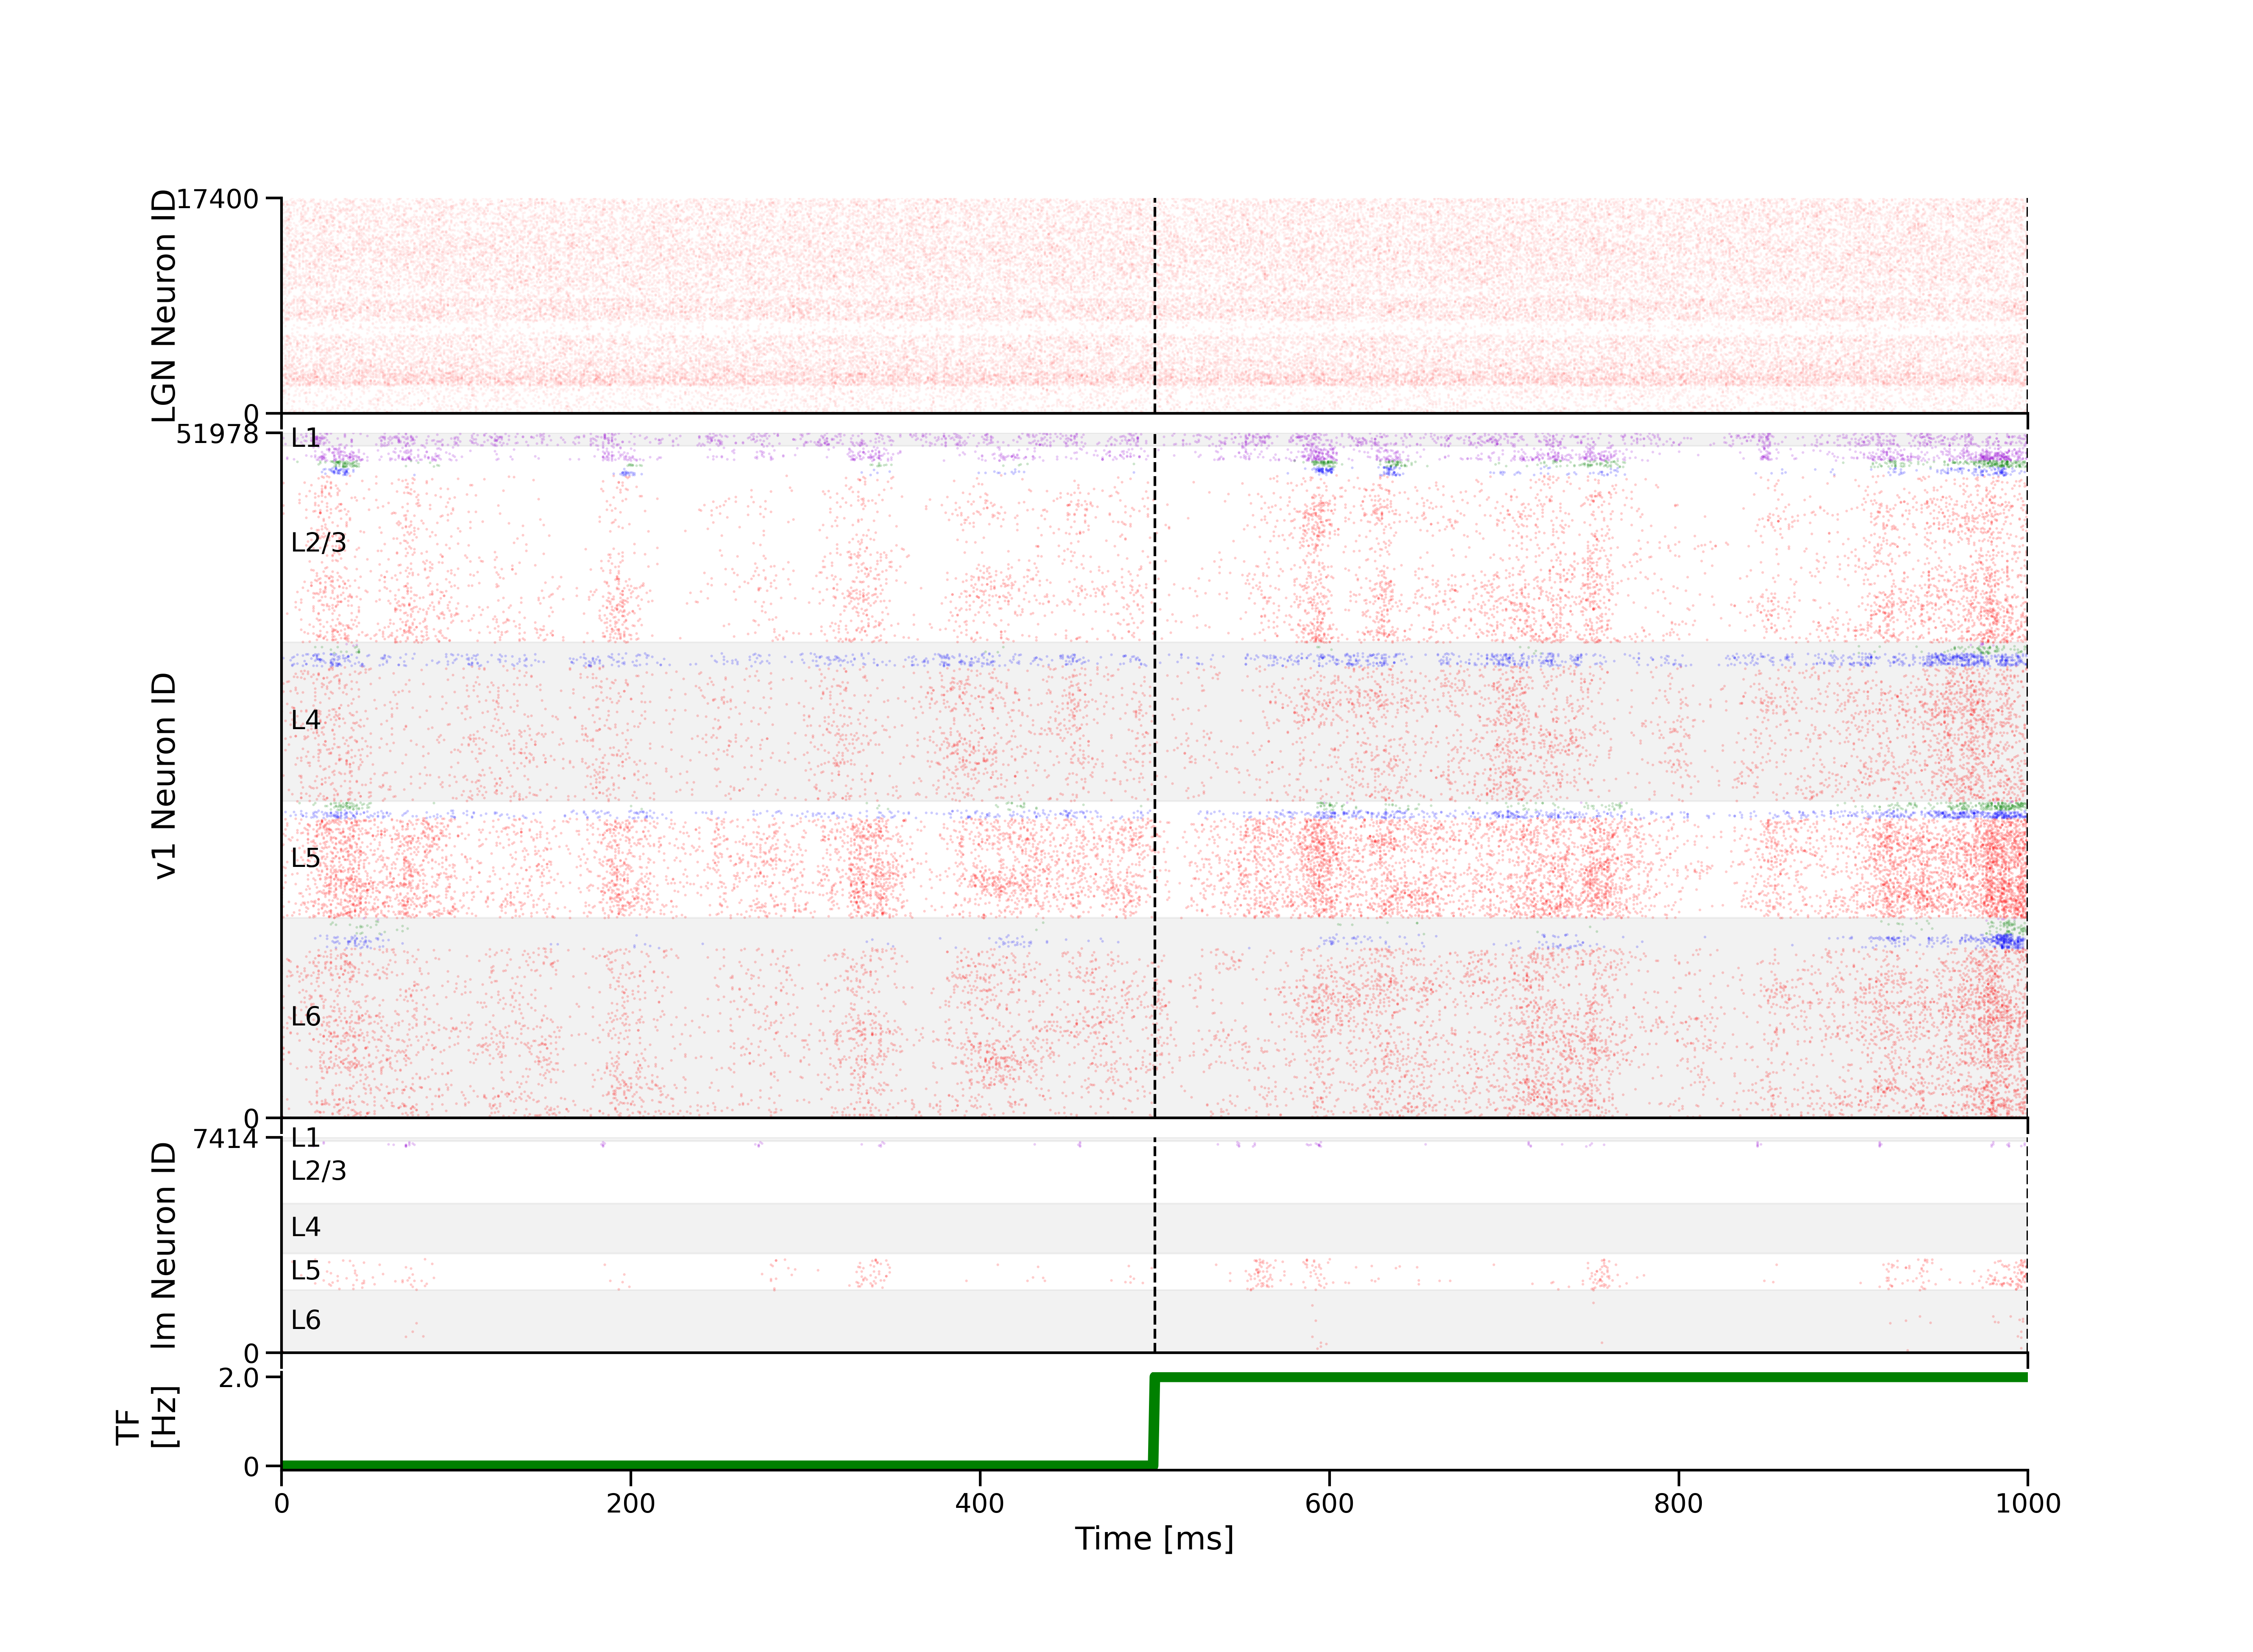 LGN Neuron ID
17400
0
v1 Neuron ID
51978
L1
L2/3
L4
L5
L6
0
lm Neuron ID
7414
L1
L2/3
L4
L5
L6
0
TF
[Hz]
2.0
0
0 200 400 600 800 1000
Time [ms]